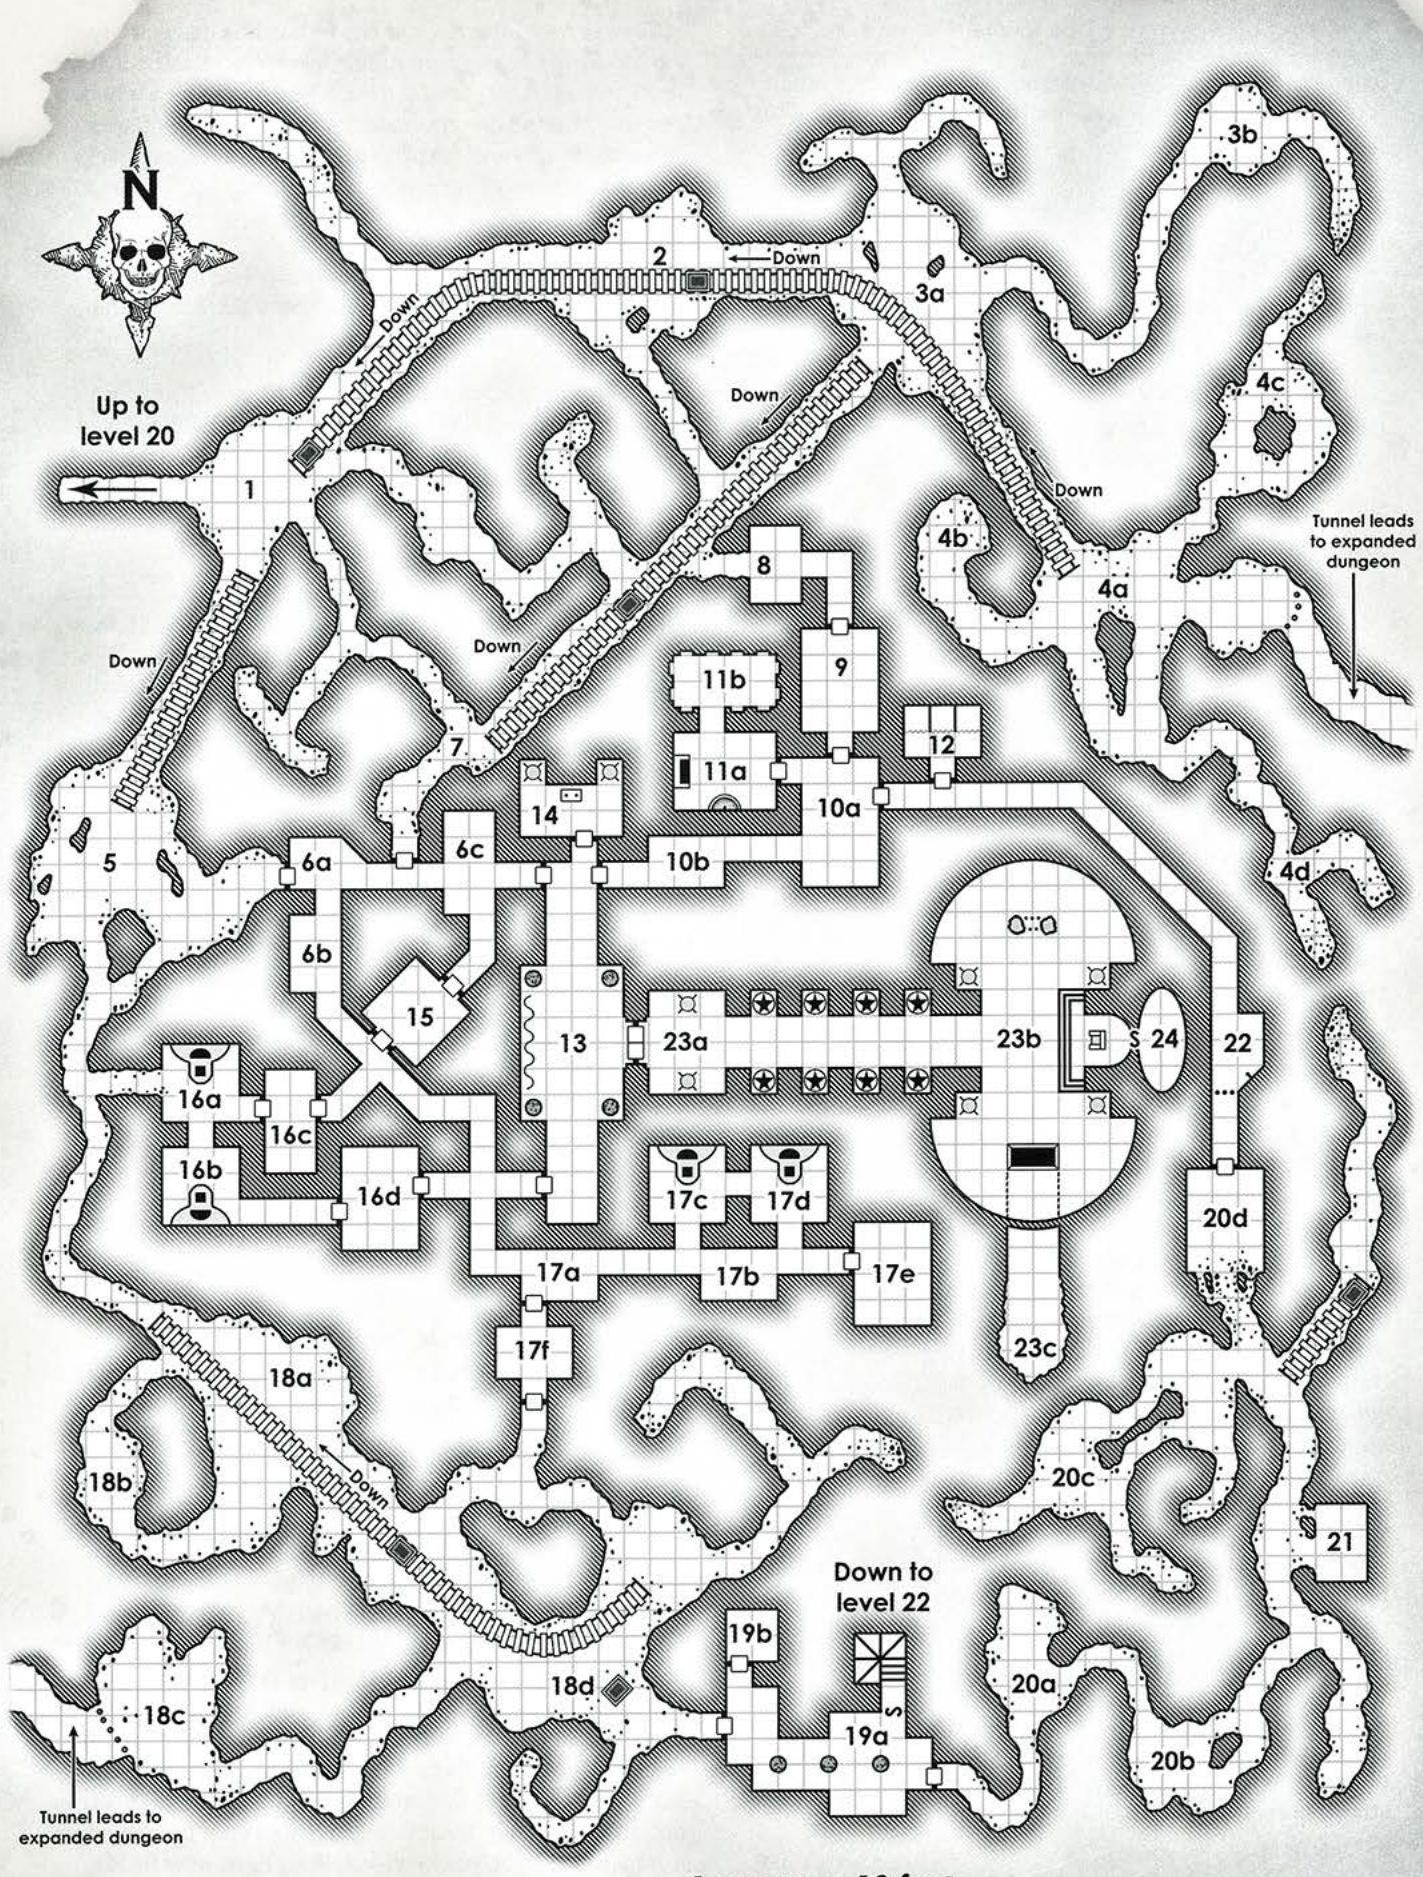 N
3b
2
Down
3a
Down
4c
Up to
level 20
Down
1
Down
4b
Tunnel leads
to expanded
dungeon
8
4a
Down
Down
9
11b
7
12
11a
10a
14
6a
6c
10b
5
4d
6b
15
13
23a
23b
S
24
22
16a
16c
16b
16d
17c
17d
20d
17a
17b
17e
17f
23c
18a
18b
Down
20c
21
Down to
level 22
19b
18d
20a
18c
S
19a
20b
Tunnel leads to
expanded dungeon